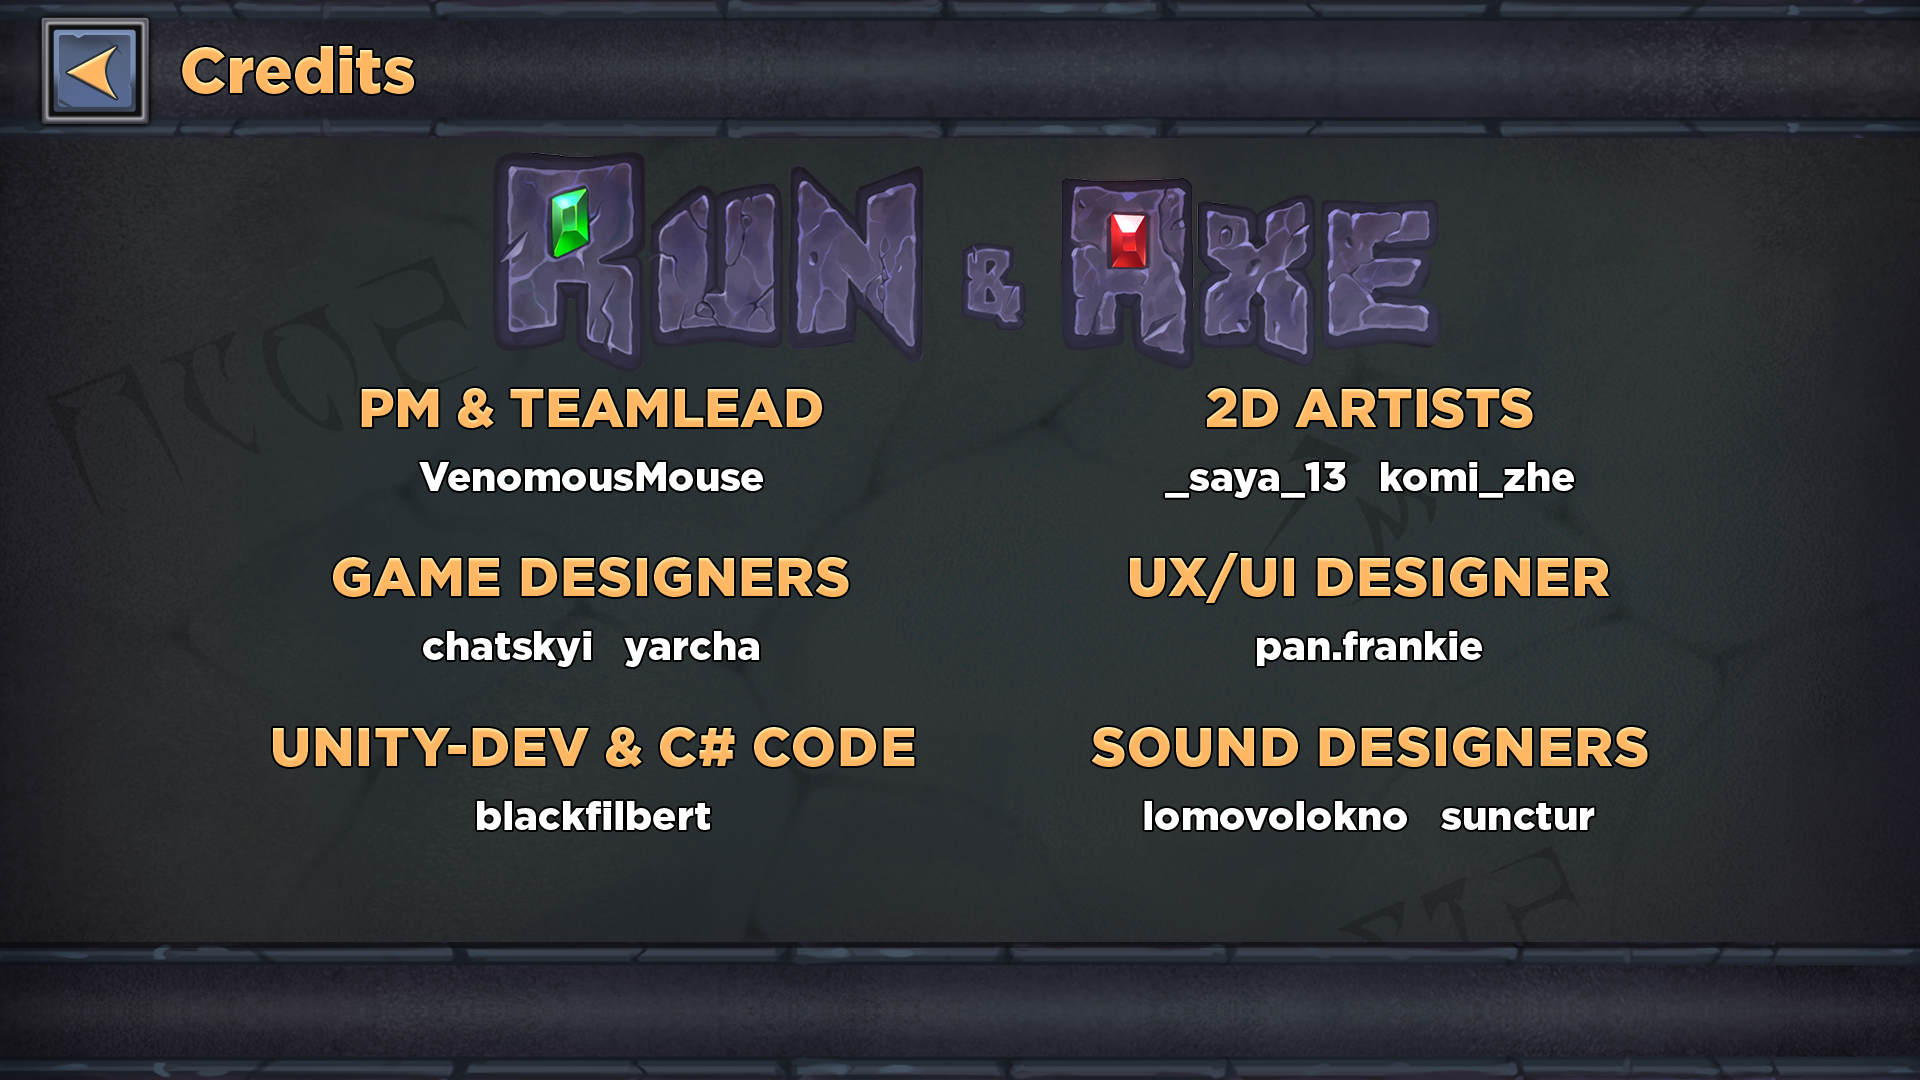 Credits
RUN & AXE
PM & TEAMLEAD
VenomousMouse
GAME DESIGNERS
chatskyi yarcha
UNITY-DEV & C# CODE
blackfilbert
2D ARTISTS
_saya_13 komi_zhe
UX/UI DESIGNER
pan.frankie
SOUND DESIGNERS
lomovolokno sunctur